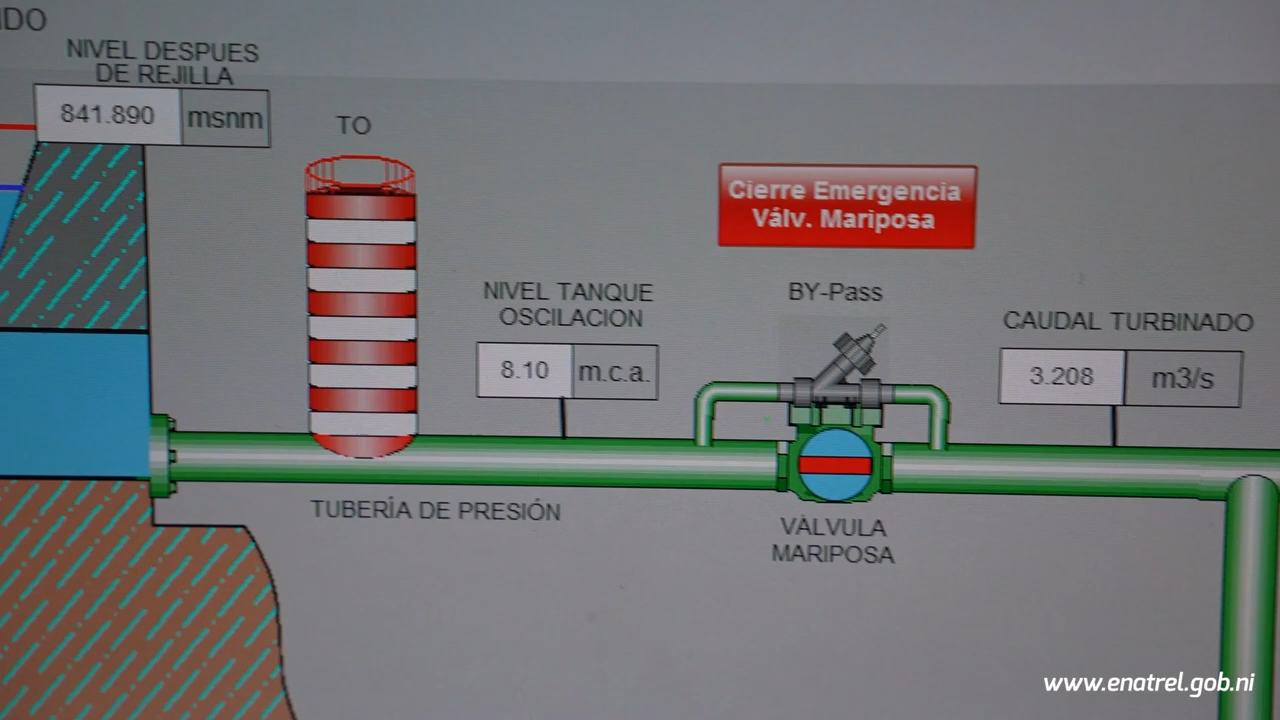 NIVEL DESPUES
DE REJILLA
841.890 msnm
TO
Cierre Emergencia
Válv. Mariposa
NIVEL TANQUE
OSCILACION
8.10 m.c.a.
BY-Pass
CAUDAL TURBINADO
3.208 m3/s
TUBERÍA DE PRESIÓN
VÁLVULA
MARIPOSA
www.enatrel.gob.ni